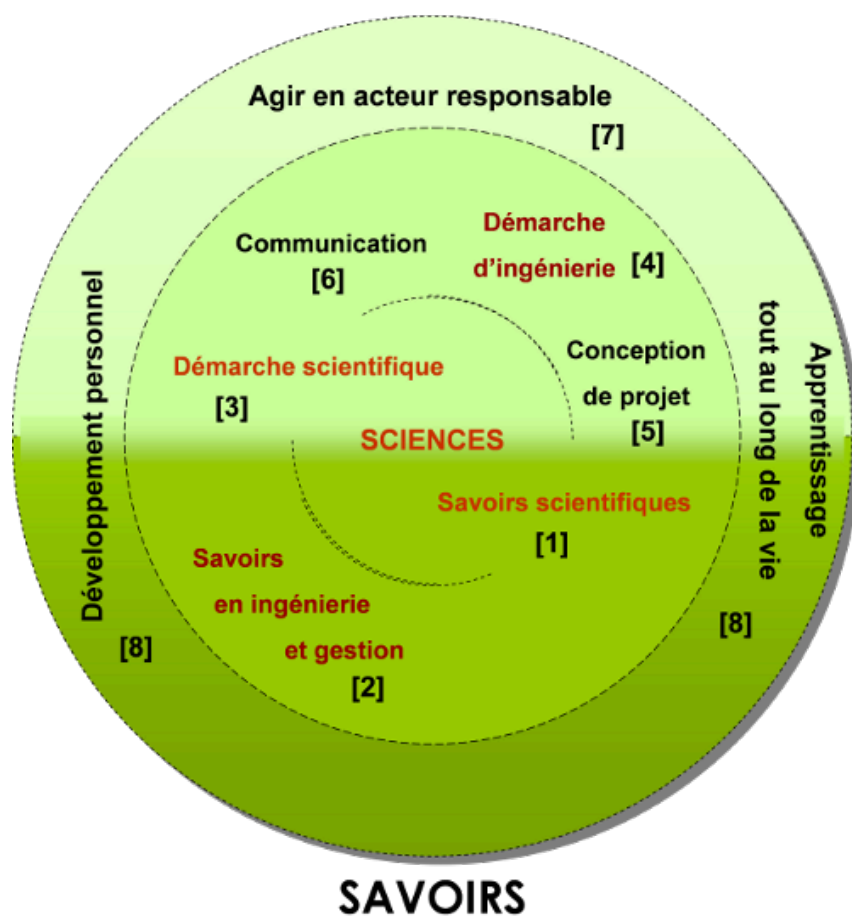 Agir en acteur responsable
[7]
Démarche
d'ingénierie [4]
Communication
[6]
Conception
de projet
[5]
Démarche scientifique
[3]
SCIENCES
Savoirs scientifiques
[1]
Savoirs
en ingénierie
et gestion
[2]
Développement personnel
[8]
Apprentissage
tout au long de la vie
[8]
SAVOIRS